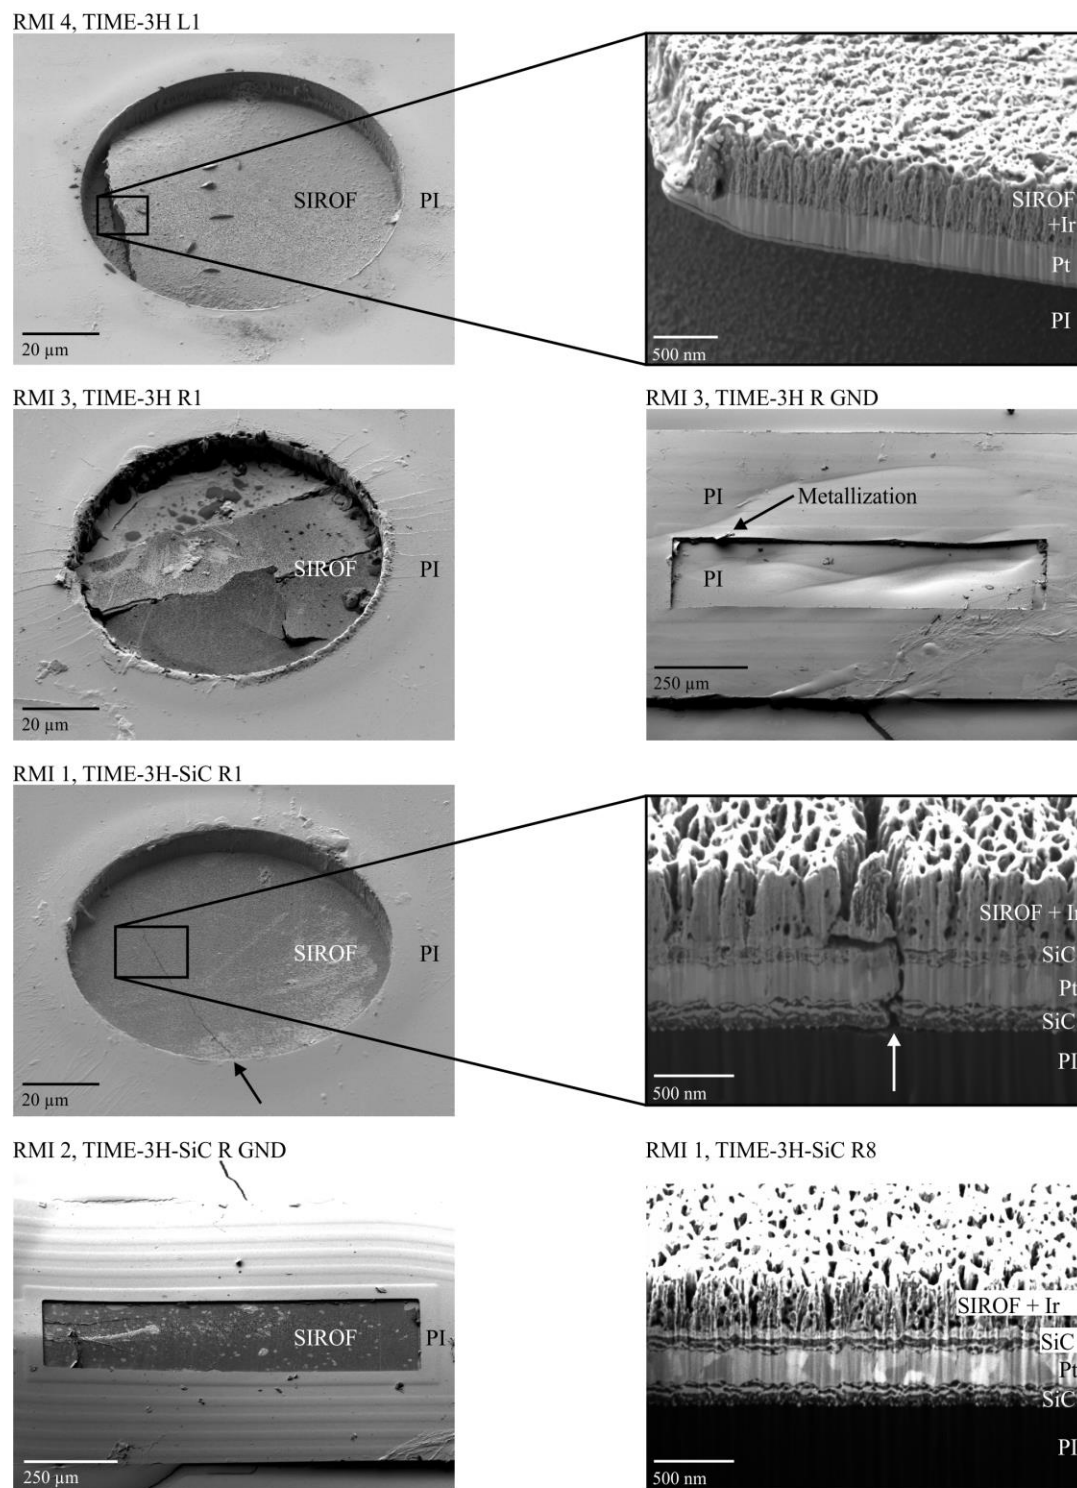 RMI 4, TIME-3H L1
SIROF
PI
20 µm
SIROF
+Ir
Pt
PI
500 nm
RMI 3, TIME-3H R1
SIROF
PI
20 µm
RMI 3, TIME-3H R GND
PI
Metallization
PI
250 µm
RMI 1, TIME-3H-SiC R1
SIROF
PI
20 µm
SIROF + Ir
SiC
Pt
SiC
PI
500 nm
RMI 2, TIME-3H-SiC R GND
SIROF
PI
250 µm
RMI 1, TIME-3H-SiC R8
SIROF + Ir
SiC
Pt
SiC
PI
500 nm